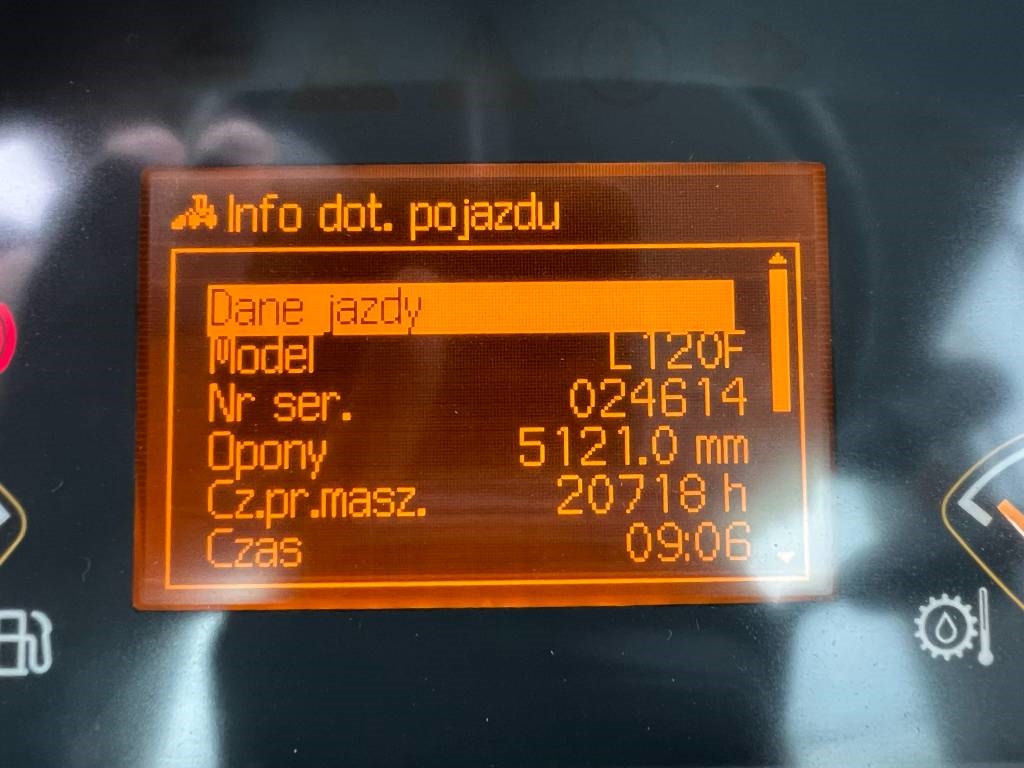 Info dot. pojazdu
Dane jazdy
Model L120F
Nr ser. 024614
Opony 5121.0 mm
Cz.pr.masz. 20718 h
Czas 09:06